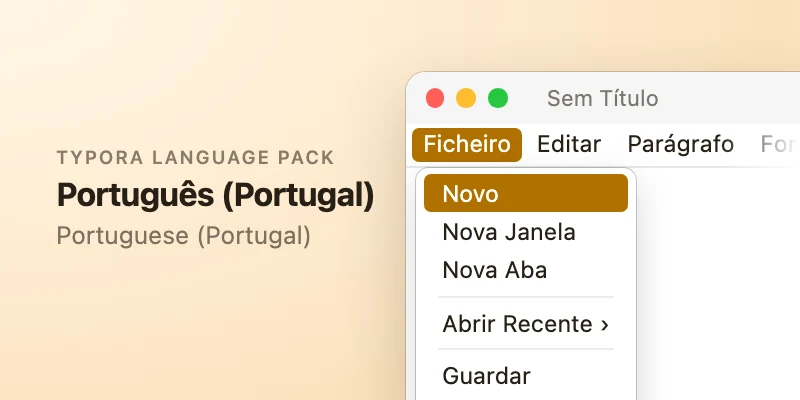 TYPORA LANGUAGE PACK
Português (Portugal)
Portuguese (Portugal)
Sem Título
Ficheiro Editar Parágrafo
Novo
Nova Janela
Nova Aba
Abrir Recente ›
Guardar